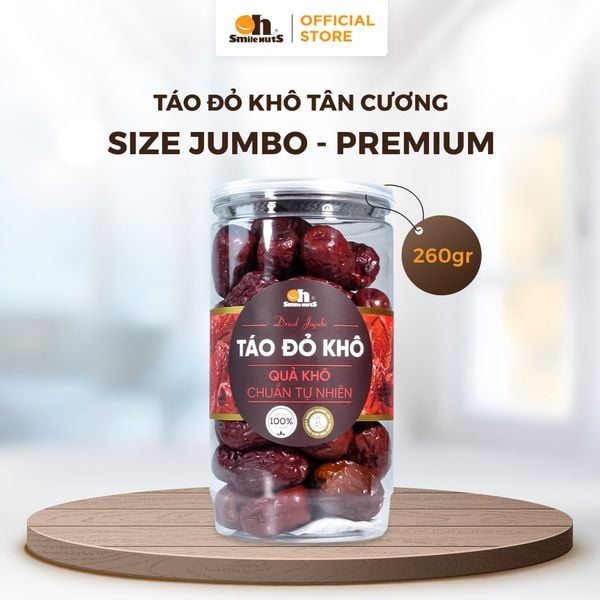 Oh
Smile Nuts
OFFICIAL
STORE
TÁO ĐỎ KHÔ TÂN CƯƠNG
SIZE JUMBO - PREMIUM
260gr
Oh
Smile Nuts
Dried Jujube
TÁO ĐỎ KHÔ
QUẢ KHÔ
CHUẨN TỰ NHIÊN
100%